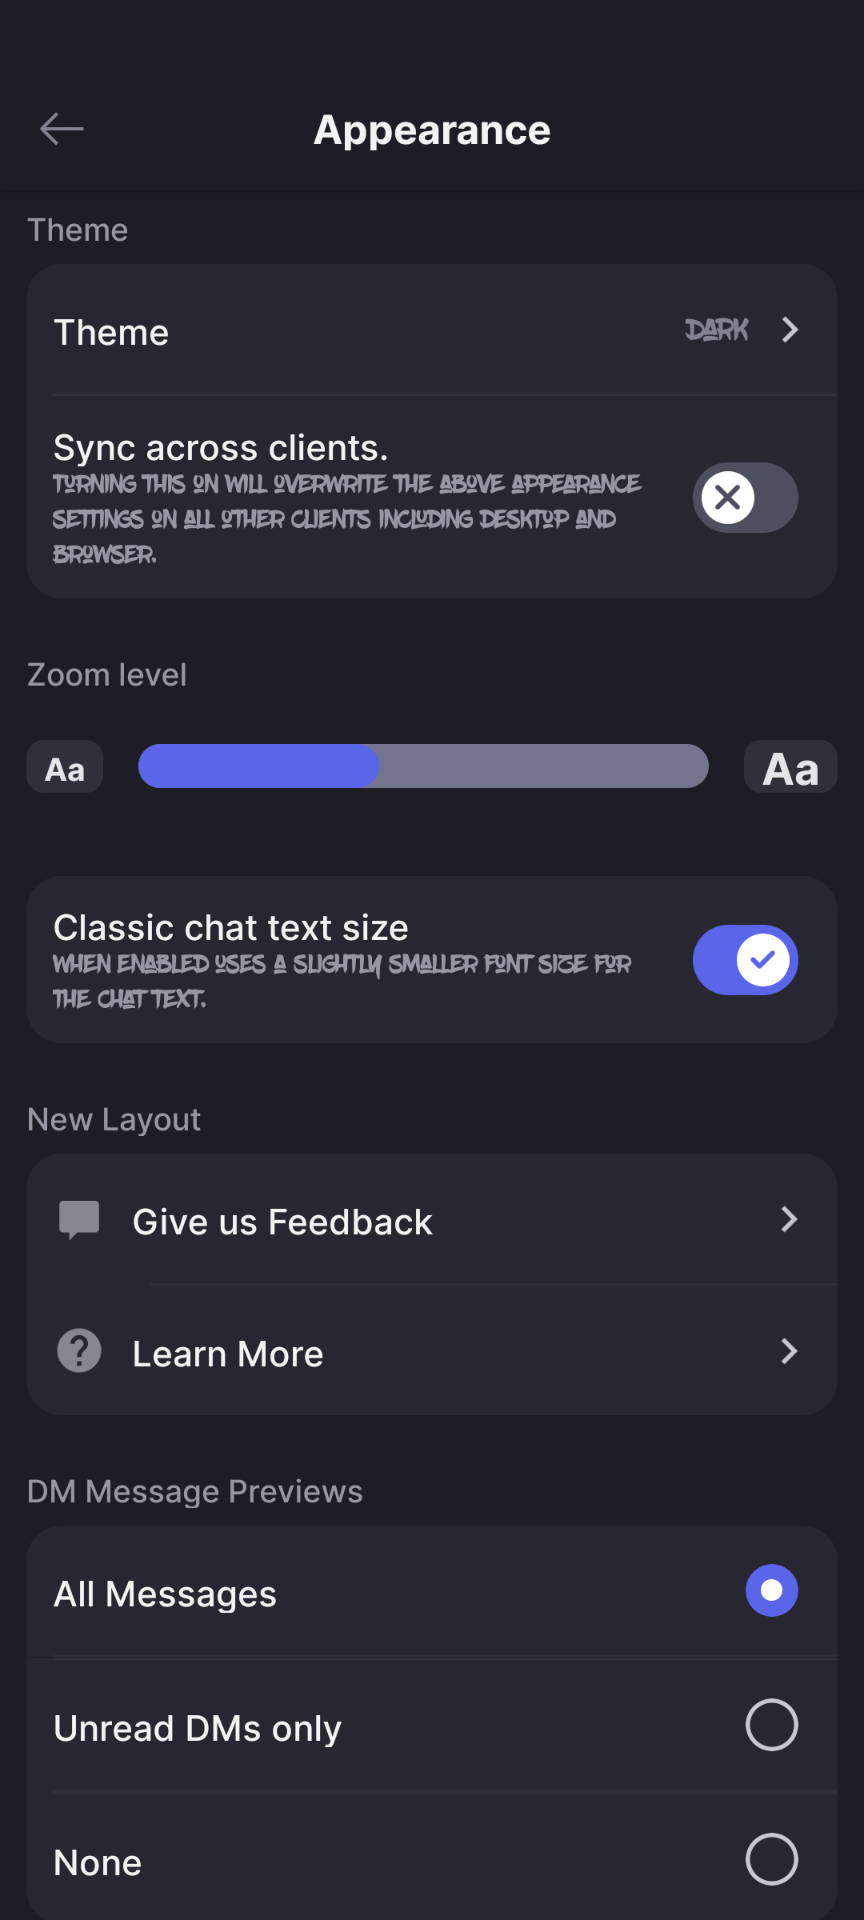 Appearance
Theme
Theme
DARK
Sync across clients.
TURNING THIS ON WILL OVERWRITE THE ABOVE APPEARANCE
SETTINGS ON ALL OTHER CLIENTS INCLUDING DESKTOP AND
BROWSER.
Zoom level
Aa
Aa
Classic chat text size
WHEN ENABLED USES A SLIGHTLY SMALLER FONT SIZE FOR
THE CHAT TEXT.
New Layout
Give us Feedback
Learn More
DM Message Previews
All Messages
Unread DMs only
None